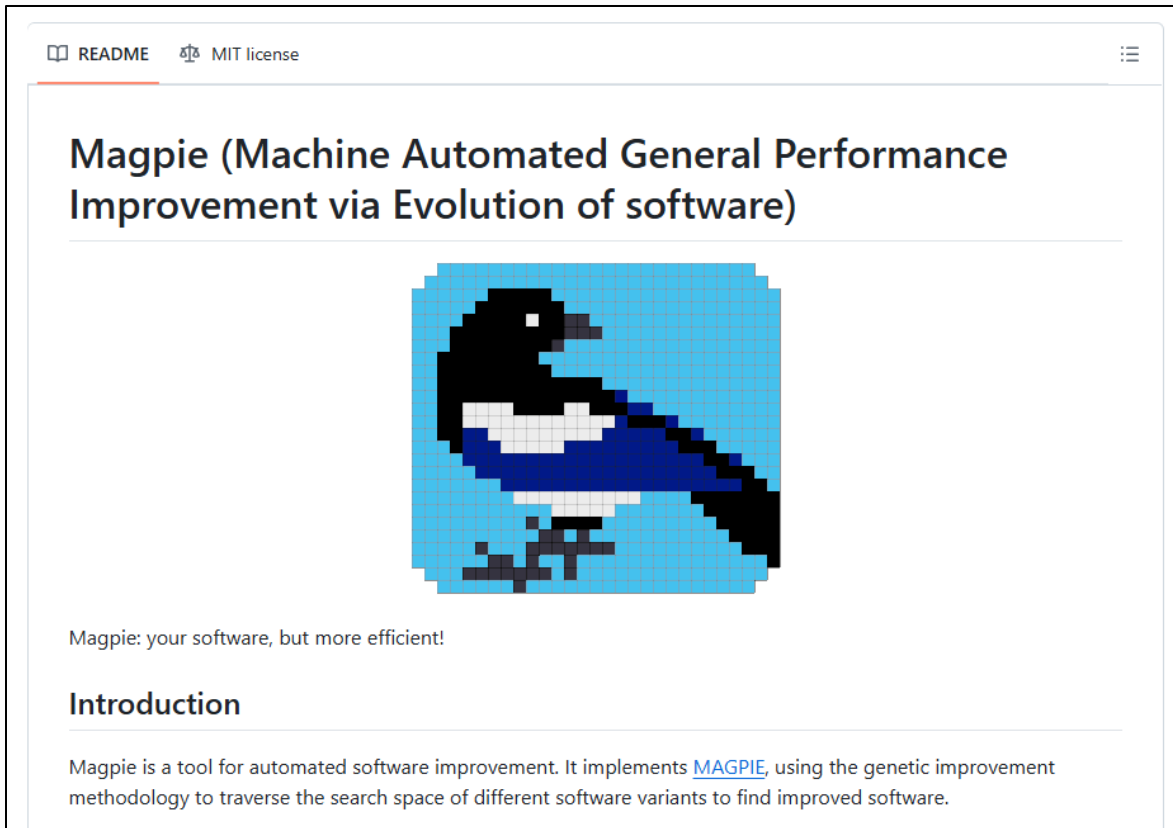 README
MIT license
Magpie (Machine Automated General Performance
Improvement via Evolution of software)
Magpie: your software, but more efficient!
Introduction
Magpie is a tool for automated software improvement. It implements MAGPIE, using the genetic improvement
methodology to traverse the search space of different software variants to find improved software.